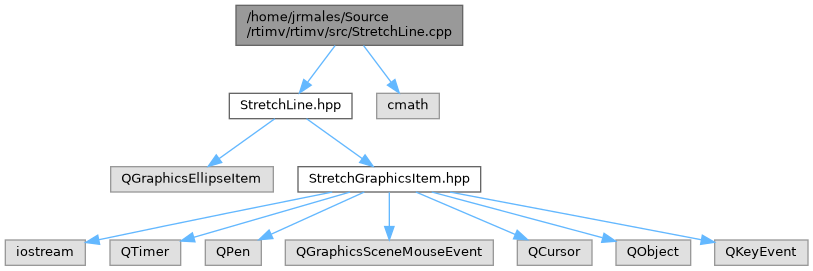 /home/jrmales/Source
/rtimv/rtimv/src/StretchLine.cpp
StretchLine.hpp
cmath
QGraphicsEllipseItem
StretchGraphicsItem.hpp
iostream
QTimer
QPen
QGraphicsSceneMouseEvent
QCursor
QObject
QKeyEvent